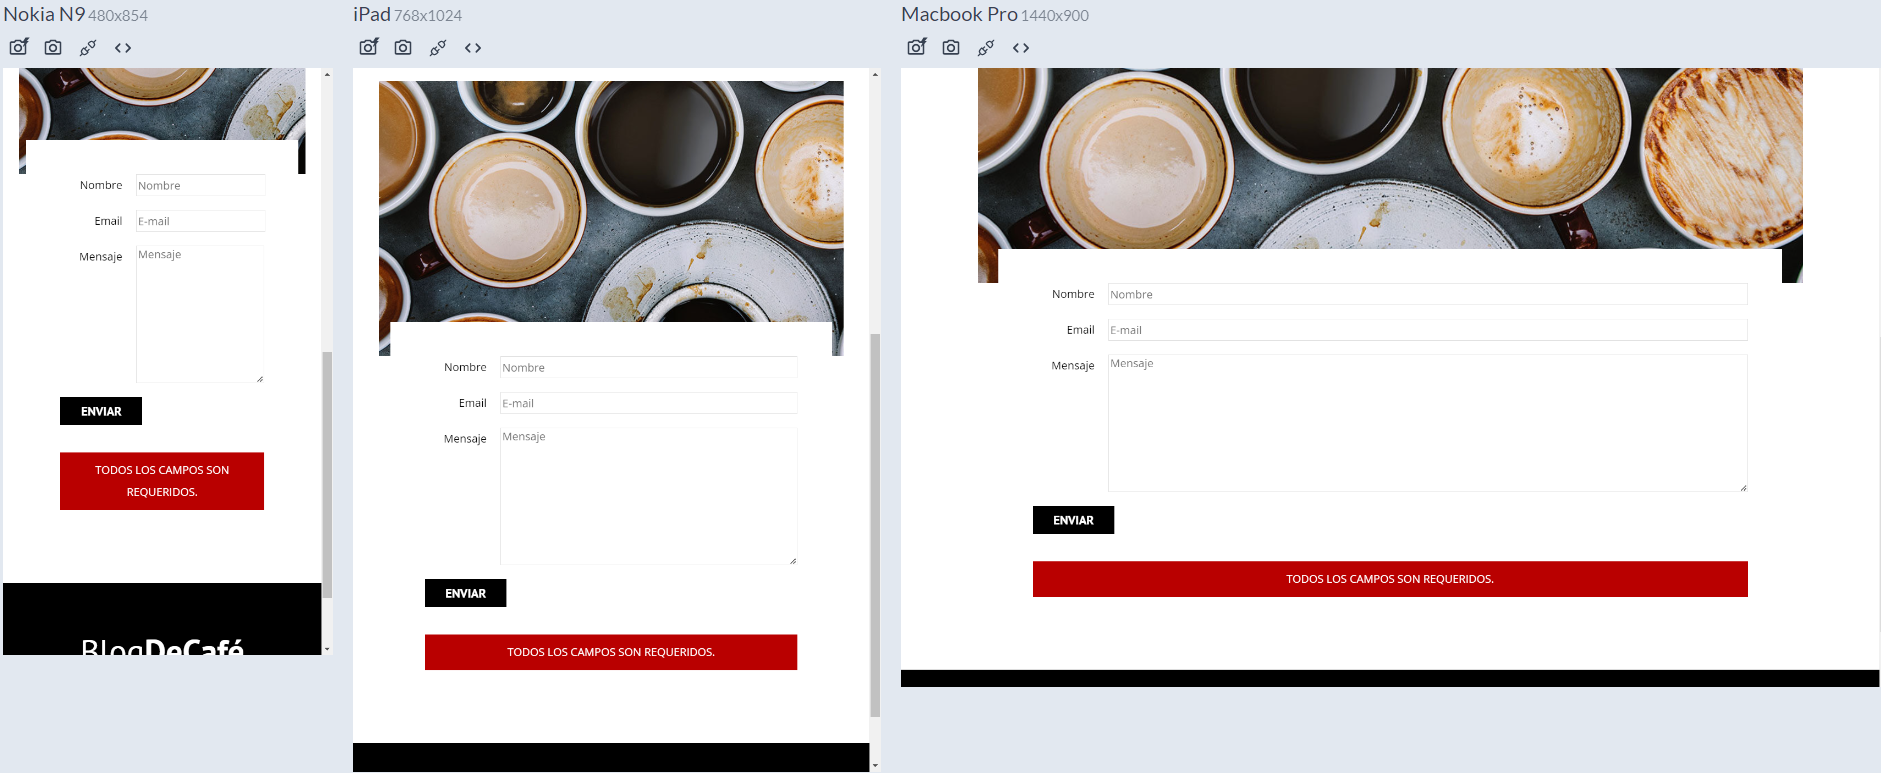 Nokia N9 480x854
Nombre
Nombre
Email
E-mail
Mensaje
Mensaje
ENVIAR
TODOS LOS CAMPOS SON
REQUERIDOS.
BlogDeCafé
iPad 768x1024
Nombre
Nombre
Email
E-mail
Mensaje
Mensaje
ENVIAR
TODOS LOS CAMPOS SON REQUERIDOS.
Macbook Pro 1440x900
Nombre
Nombre
Email
E-mail
Mensaje
Mensaje
ENVIAR
TODOS LOS CAMPOS SON REQUERIDOS.